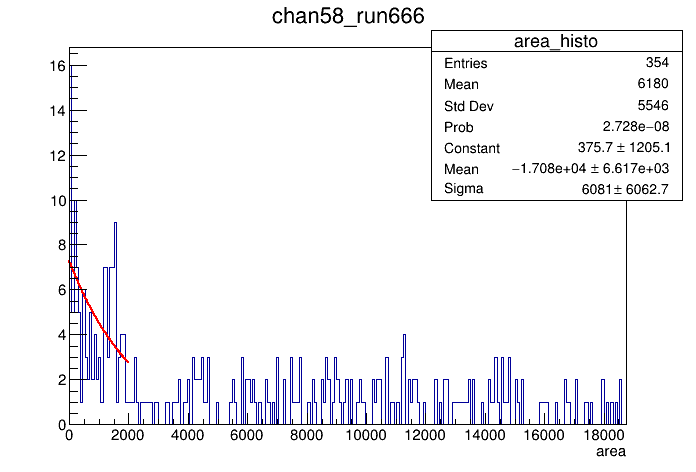 chan58_run666
area_histo
Entries 354
Mean 6180
Std Dev 5546
Prob 2.728e−08
Constant 375.7 ± 1205.1
Mean −1.708e+04 ± 6.617e+03
Sigma 6081 ± 6062.7
16
14
12
10
8
6
4
2
0
0 2000 4000 6000 8000 10000 12000 14000 16000 18000
area